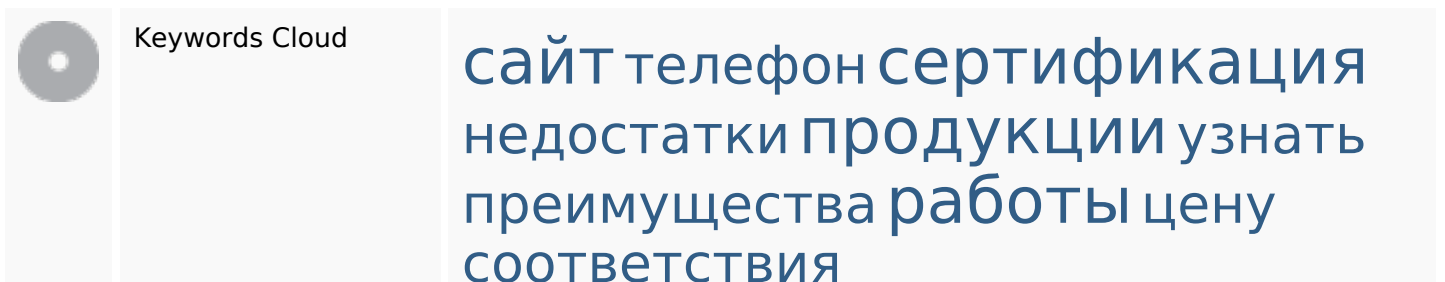 Keywords Cloud
сайт телефон сертификация
недостатки продукции узнать
преимущества работы цену
соответствия